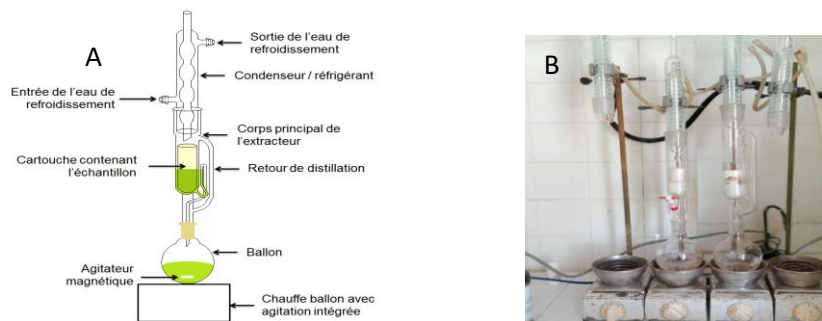 A
Sortie de l'eau de
refroidissement
Condenseur / réfrigérant
Entrée de l'eau de
refroidissement
Corps principal de
l'extracteur
Cartouche contenant
l'échantillon
Retour de distillation
Ballon
Agitateur
magnétique
Chauffe ballon avec
agitation intégrée
B